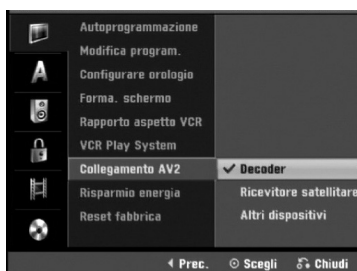 Autoprogrammazione
Modifica program.
Configurare orologio
Forma. schermo
Rapporto aspetto VCR
VCR Play System
Collegamento AV2 ✓ Decoder
Risparmio energia Ricevitore satellitare
Reset fabbrica Altri dispositivi
A
Prec. Scegli Chiudi